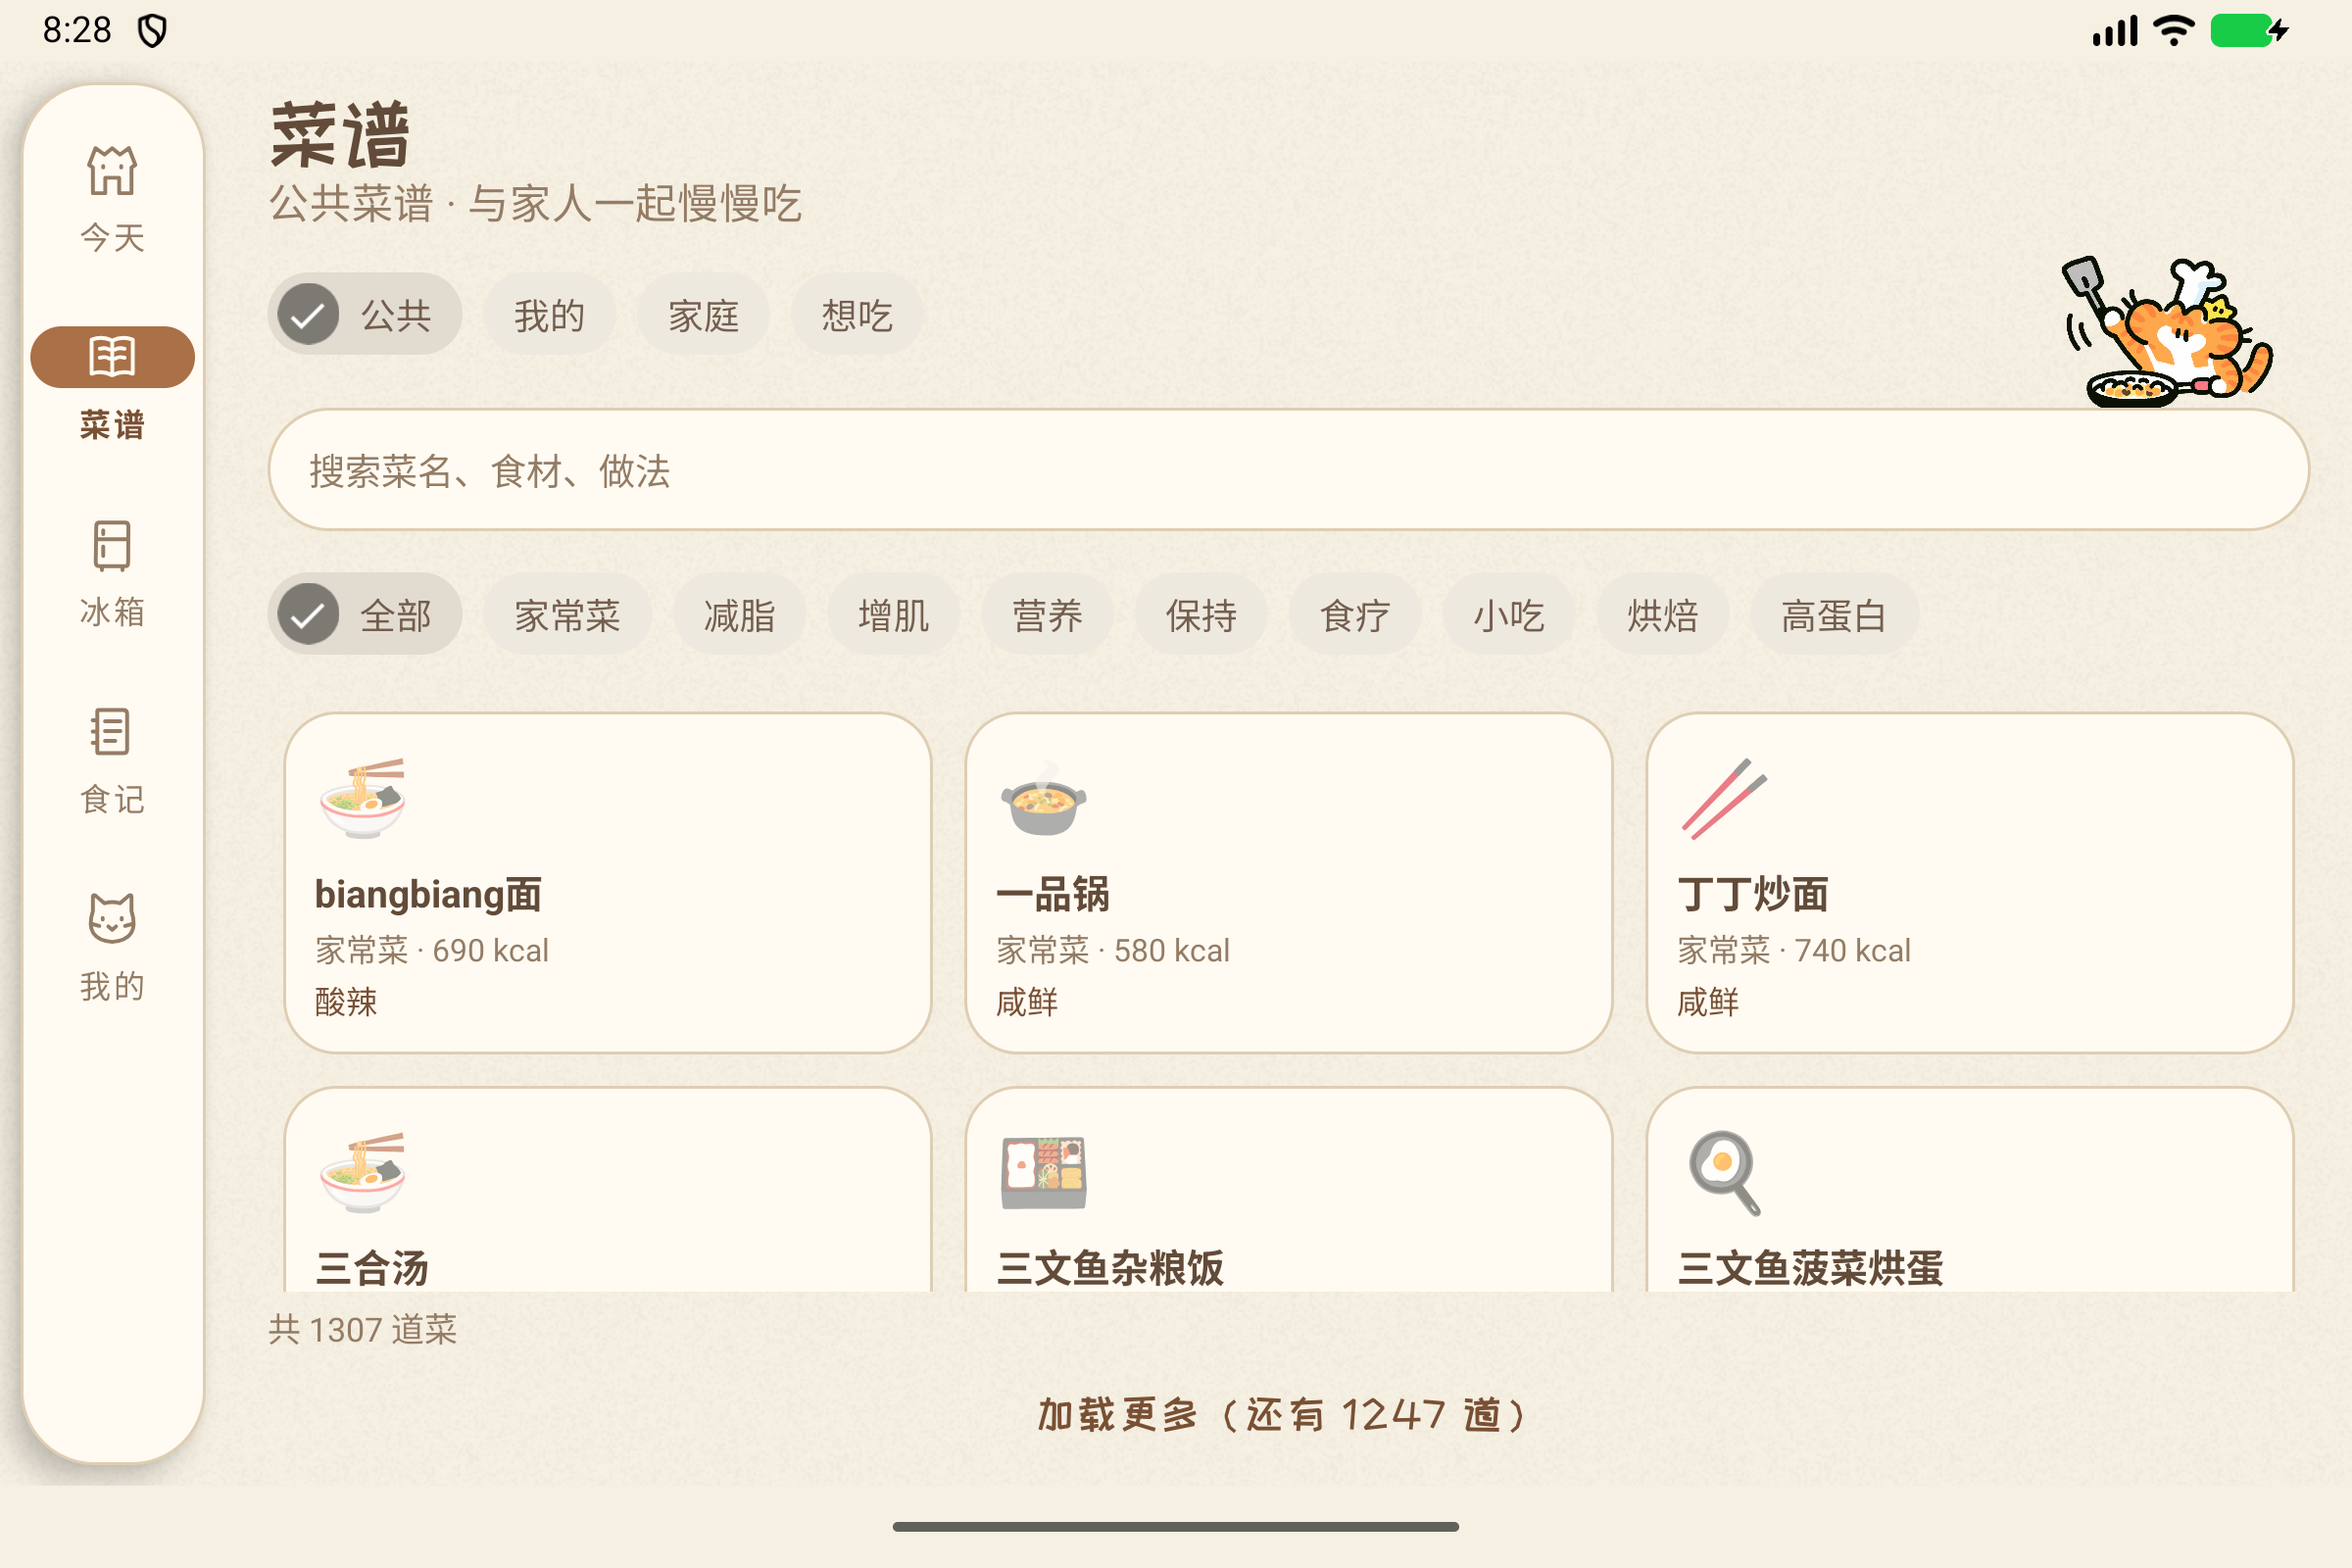 8:28
今天
菜谱
冰箱
食记
我的
菜谱
公共菜谱 · 与家人一起慢慢吃
公共 我的 家庭 想吃
搜索菜名、食材、做法
全部 家常菜 减脂 增肌 营养 保持 食疗 小吃 烘焙 高蛋白
biangbiang面
家常菜 · 690 kcal
酸辣
一品锅
家常菜 · 580 kcal
咸鲜
丁丁炒面
家常菜 · 740 kcal
咸鲜
三合汤
三文鱼杂粮饭
三文鱼菠菜烘蛋
共 1307 道菜
加载更多（还有 1247 道）